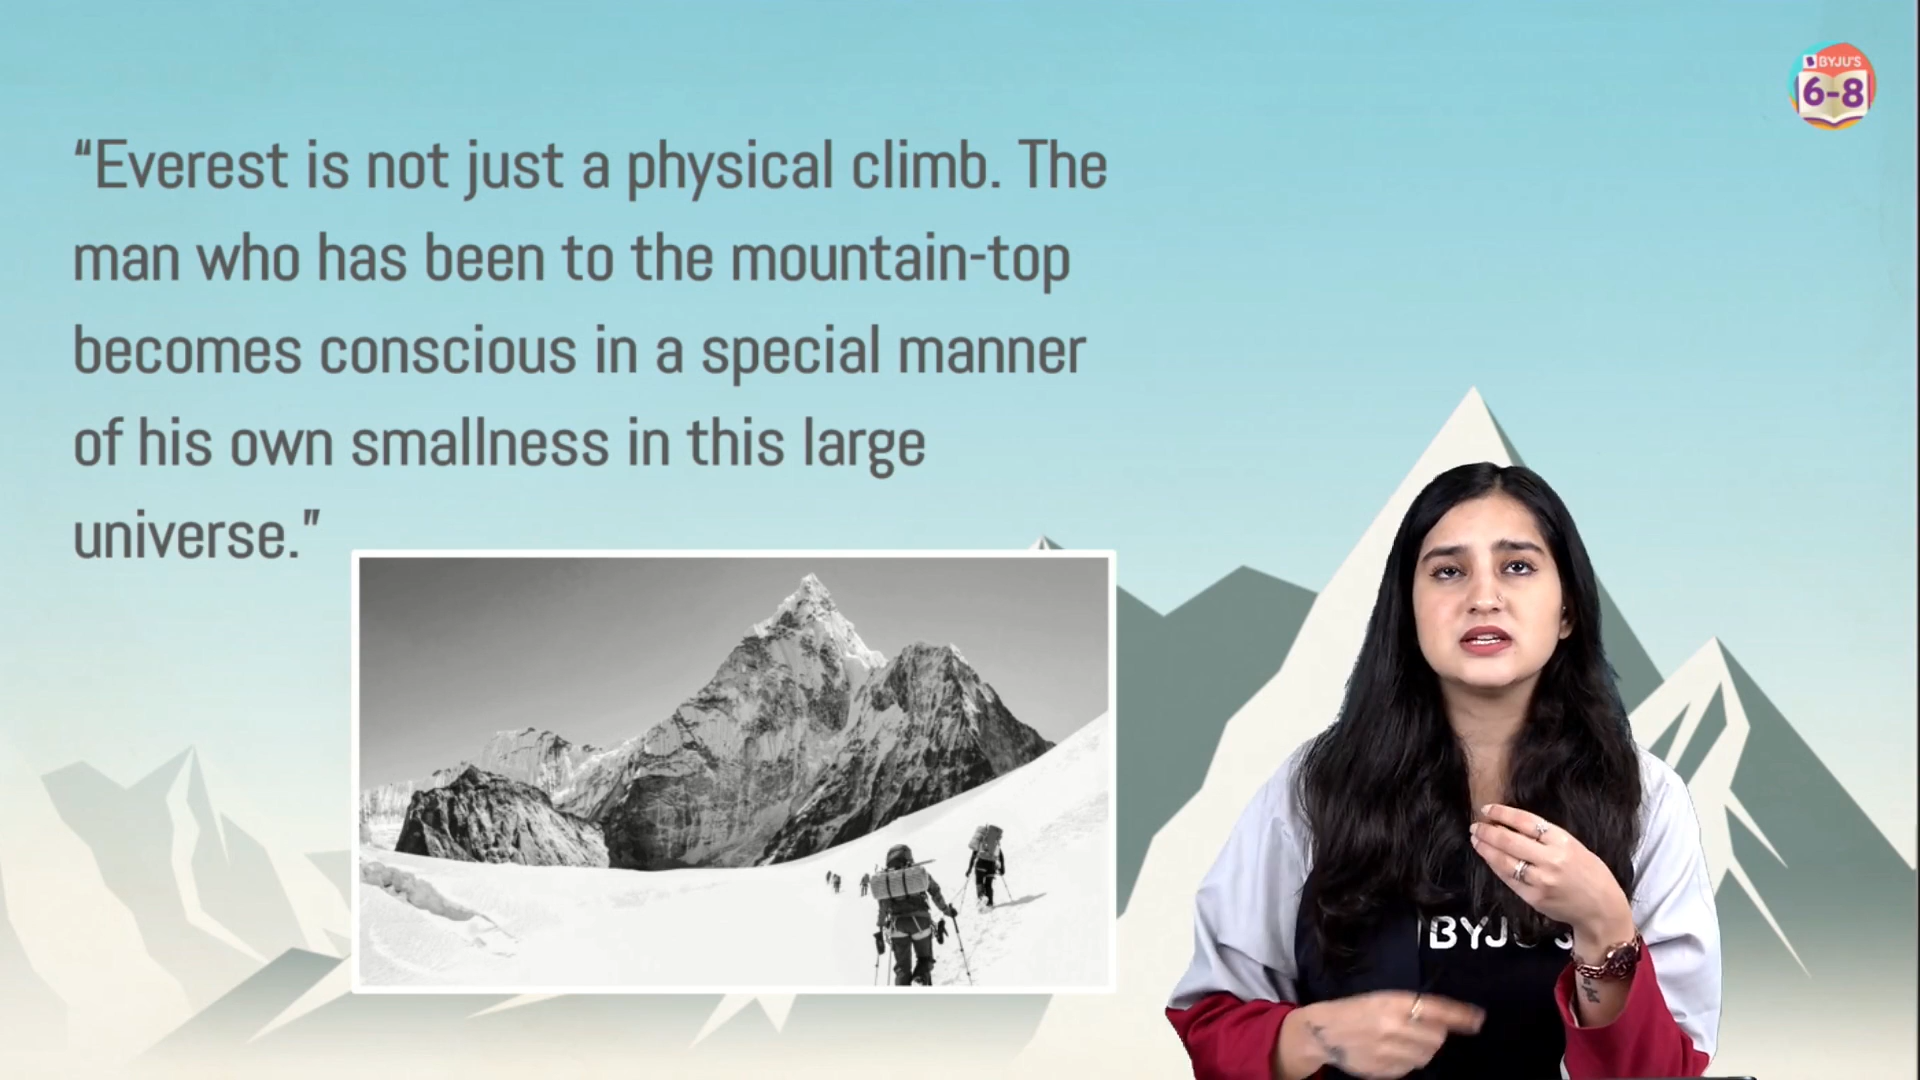 BYJU'S
6-8
“Everest is not just a physical climb. The
man who has been to the mountain-top
becomes conscious in a special manner
of his own smallness in this large
universe.”
BYJU'S